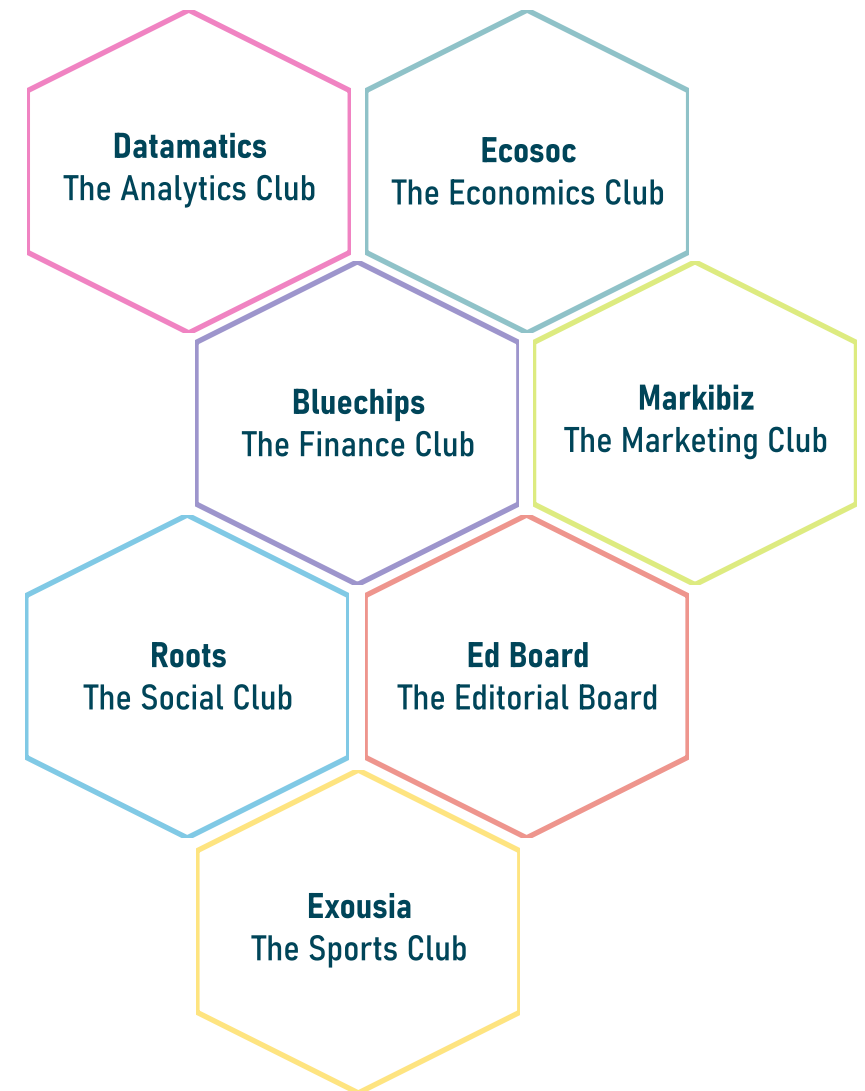 Datamatics
The Analytics Club
Ecosoc
The Economics Club
Bluechips
The Finance Club
Markibiz
The Marketing Club
Roots
The Social Club
Ed Board
The Editorial Board
Exousia
The Sports Club